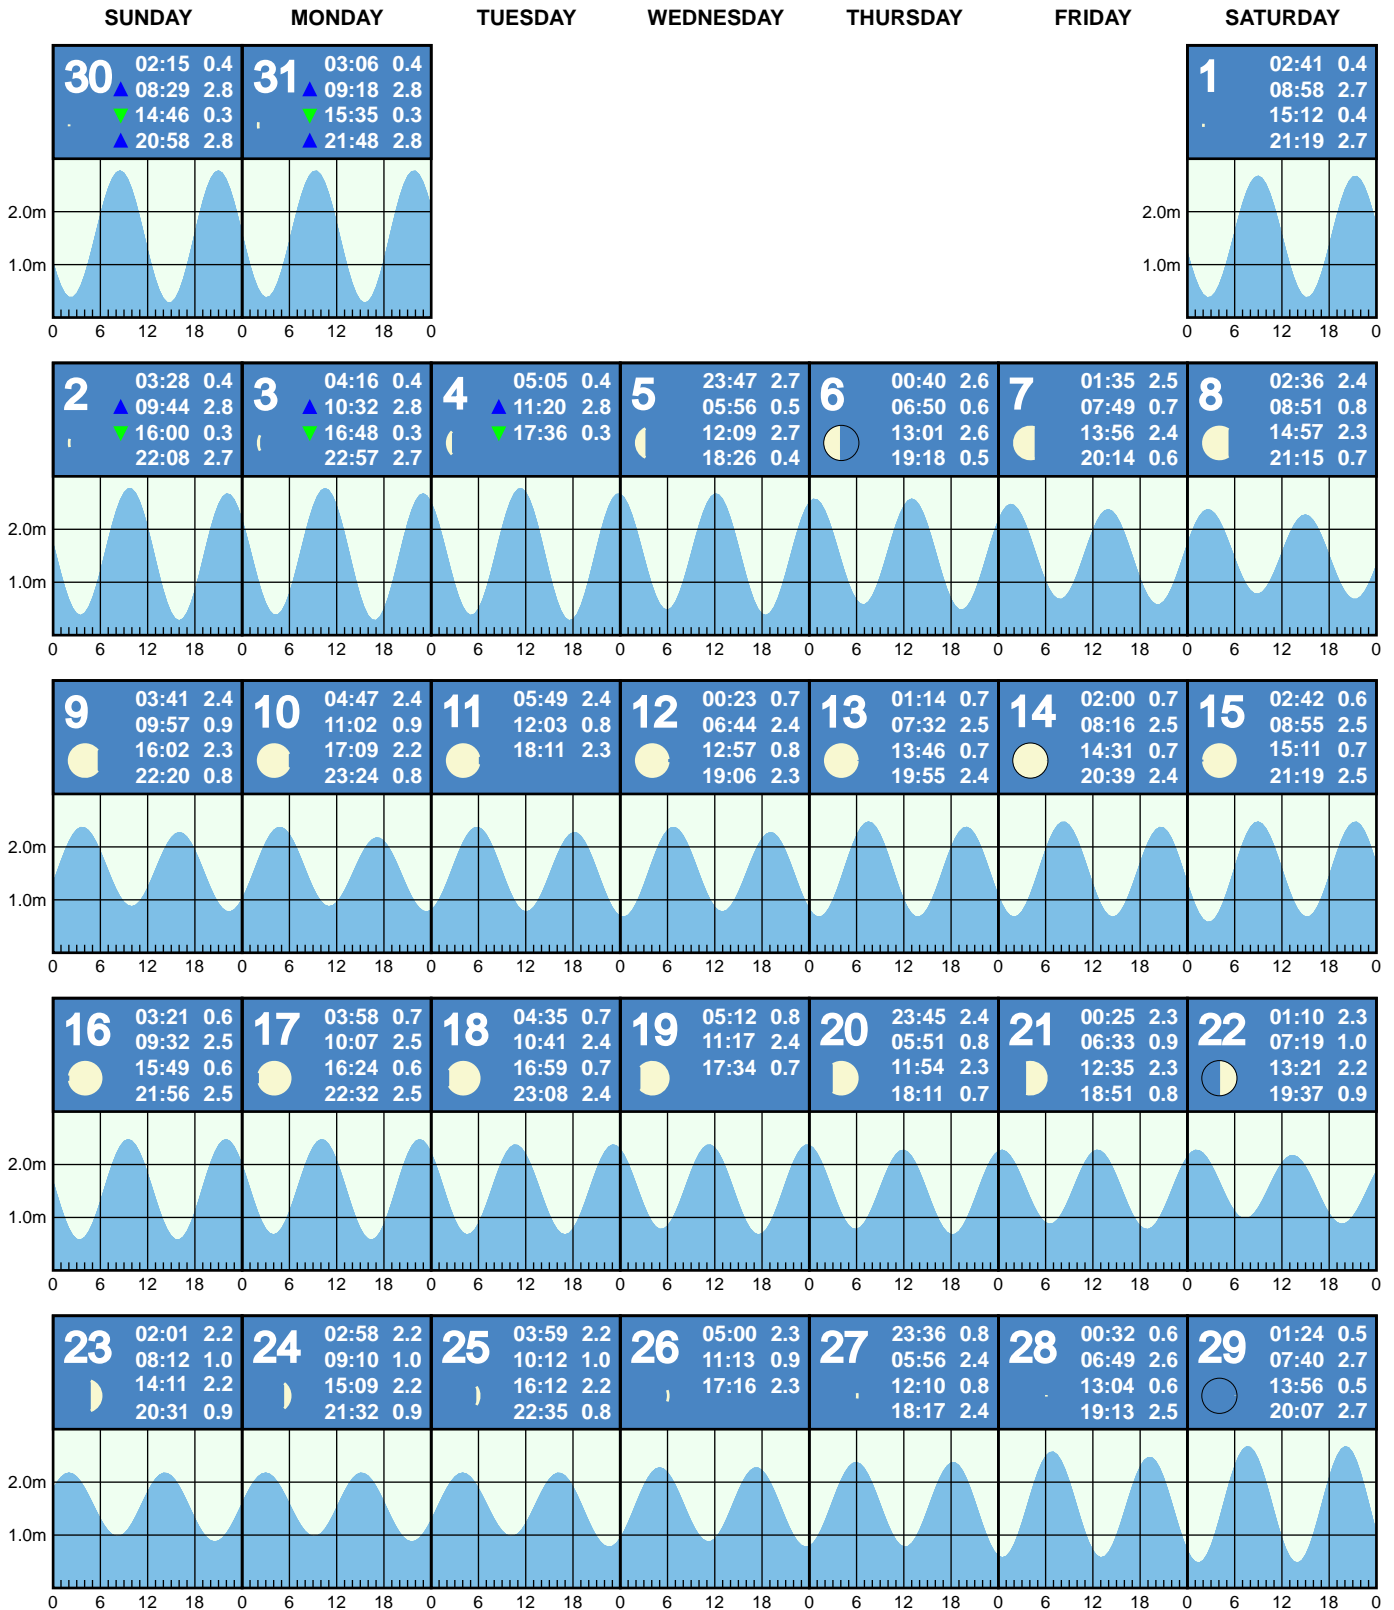 SUNDAY MONDAY TUESDAY WEDNESDAY THURSDAY FRIDAY SATURDAY
30 02:15 0.4
08:29 2.8
14:46 0.3
20:58 2.8
31 03:06 0.4
09:18 2.8
15:35 0.3
21:48 2.8
1 02:41 0.4
08:58 2.7
15:12 0.4
21:19 2.7
2.0m 2.0m
1.0m 1.0m
0 6 12 18 0 6 12 18 0 0 6 12 18 0
2 03:28 0.4
09:44 2.8
16:00 0.3
22:08 2.7
3 04:16 0.4
10:32 2.8
16:48 0.3
22:57 2.7
4 05:05 0.4
11:20 2.8
17:36 0.3
5 23:47 2.7
05:56 0.5
12:09 2.7
18:26 0.4
6 00:40 2.6
06:50 0.6
13:01 2.6
19:18 0.5
7 01:35 2.5
07:49 0.7
13:56 2.4
20:14 0.6
8 02:36 2.4
08:51 0.8
14:57 2.3
21:15 0.7
2.0m
1.0m
0 6 12 18 0 6 12 18 0 6 12 18 0 6 12 18 0 6 12 18 0 6 12 18 0 6 12 18 0
9 03:41 2.4
09:57 0.9
16:02 2.3
22:20 0.8
10 04:47 2.4
11:02 0.9
17:09 2.2
23:24 0.8
11 05:49 2.4
12:03 0.8
18:11 2.3
12 00:23 0.7
06:44 2.4
12:57 0.8
19:06 2.3
13 01:14 0.7
07:32 2.5
13:46 0.7
19:55 2.4
14 02:00 0.7
08:16 2.5
14:31 0.7
20:39 2.4
15 02:42 0.6
08:55 2.5
15:11 0.7
21:19 2.5
2.0m
1.0m
0 6 12 18 0 6 12 18 0 6 12 18 0 6 12 18 0 6 12 18 0 6 12 18 0 6 12 18 0
16 03:21 0.6
09:32 2.5
15:49 0.6
21:56 2.5
17 03:58 0.7
10:07 2.5
16:24 0.6
22:32 2.5
18 04:35 0.7
10:41 2.4
16:59 0.7
23:08 2.4
19 05:12 0.8
11:17 2.4
17:34 0.7
20 23:45 2.4
05:51 0.8
11:54 2.3
18:11 0.7
21 00:25 2.3
06:33 0.9
12:35 2.3
18:51 0.8
22 01:10 2.3
07:19 1.0
13:21 2.2
19:37 0.9
2.0m
1.0m
0 6 12 18 0 6 12 18 0 6 12 18 0 6 12 18 0 6 12 18 0 6 12 18 0 6 12 18 0
23 02:01 2.2
08:12 1.0
14:11 2.2
20:31 0.9
24 02:58 2.2
09:10 1.0
15:09 2.2
21:32 0.9
25 03:59 2.2
10:12 1.0
16:12 2.2
22:35 0.8
26 05:00 2.3
11:13 0.9
17:16 2.3
27 23:36 0.8
05:56 2.4
12:10 0.8
18:17 2.4
28 00:32 0.6
06:49 2.6
13:04 0.6
19:13 2.5
29 01:24 0.5
07:40 2.7
13:56 0.5
20:07 2.7
2.0m
1.0m
0 6 12 18 0 6 12 18 0 6 12 18 0 6 12 18 0 6 12 18 0 6 12 18 0 6 12 18 0